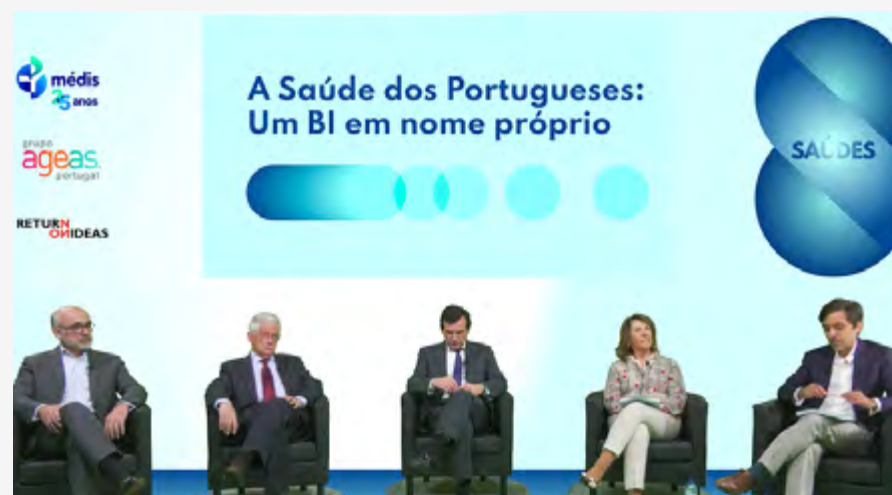 médis
25 anos
grupo
ageas
portugal
RETURN
ON IDEAS
A Saúde dos Portugueses:
Um BI em nome próprio
SAÚDES